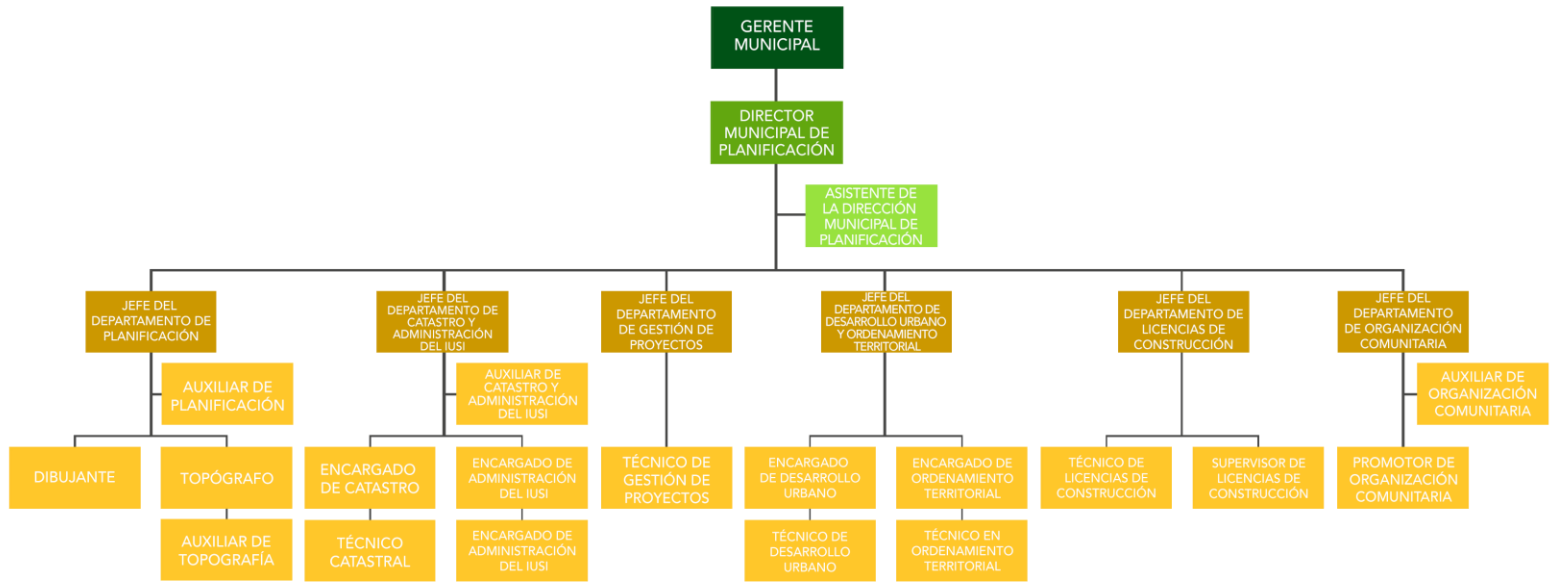 GERENTE
MUNICIPAL
DIRECTOR
MUNICIPAL DE
PLANIFICACIÓN
ASISTENTE DE
LA DIRECCIÓN
MUNICIPAL DE
PLANIFICACIÓN
JEFE DEL
DEPARTAMENTO DE
PLANIFICACIÓN
JEFE DEL
DEPARTAMENTO DE
CATASTRO Y
ADMINISTRACIÓN
DEL IUSI
JEFE DEL
DEPARTAMENTO
DE GESTIÓN DE
PROYECTOS
JEFE DEL
DEPARTAMENTO DE
DESARROLLO URBANO
Y ORDENAMIENTO
TERRITORIAL
JEFE DEL
DEPARTAMENTO DE
LICENCIAS DE
CONSTRUCCIÓN
JEFE DEL
DEPARTAMENTO
DE ORGANIZACIÓN
COMUNITARIA
AUXILIAR DE
PLANIFICACIÓN
AUXILIAR DE
CATASTRO Y
ADMINISTRACIÓN
DEL IUSI
AUXILIAR DE
ORGANIZACIÓN
COMUNITARIA
DIBUJANTE
TOPÓGRAFO
ENCARGADO
DE CATASTRO
ENCARGADO DE
ADMINISTRACIÓN
DEL IUSI
TÉCNICO DE
GESTIÓN DE
PROYECTOS
ENCARGADO
DE DESARROLLO
URBANO
ENCARGADO DE
ORDENAMIENTO
TERRITORIAL
TÉCNICO DE
LICENCIAS DE
CONSTRUCCIÓN
SUPERVISOR DE
LICENCIAS DE
CONSTRUCCIÓN
PROMOTOR DE
ORGANIZACIÓN
COMUNITARIA
AUXILIAR DE
TOPOGRAFÍA
TÉCNICO
CATASTRAL
ENCARGADO DE
ADMINISTRACIÓN
DEL IUSI
TÉCNICO DE
DESARROLLO
URBANO
TÉCNICO EN
ORDENAMIENTO
TERRITORIAL